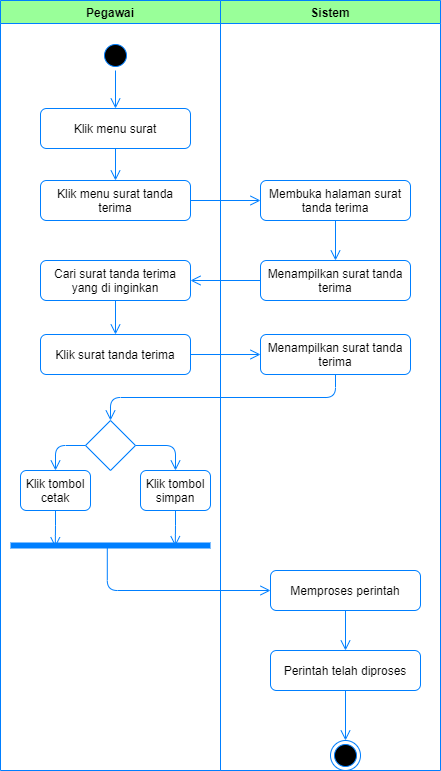 Pegawai
Sistem
Klik menu surat
Klik menu surat tanda
terima
Membuka halaman surat
tanda terima
Cari surat tanda terima
yang di inginkan
Menampilkan surat tanda
terima
Klik surat tanda terima
Menampilkan surat tanda
terima
Klik tombol
cetak
Klik tombol
simpan
Memproses perintah
Perintah telah diproses